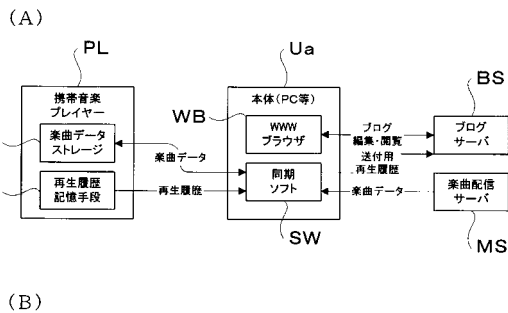 (A)
PL
Ua
BS
携帯音楽
プレイヤー
本体(PC等)
WB
楽曲データ
ストレージ
WWW
ブラウザ
ブログ
編集・閲覧
ブログ
サーバ
楽曲データ
送付用
再生履歴
再生履歴
記憶手段
再生履歴
同期
ソフト
楽曲データ
楽曲配信
サーバ
SW
MS
(B)